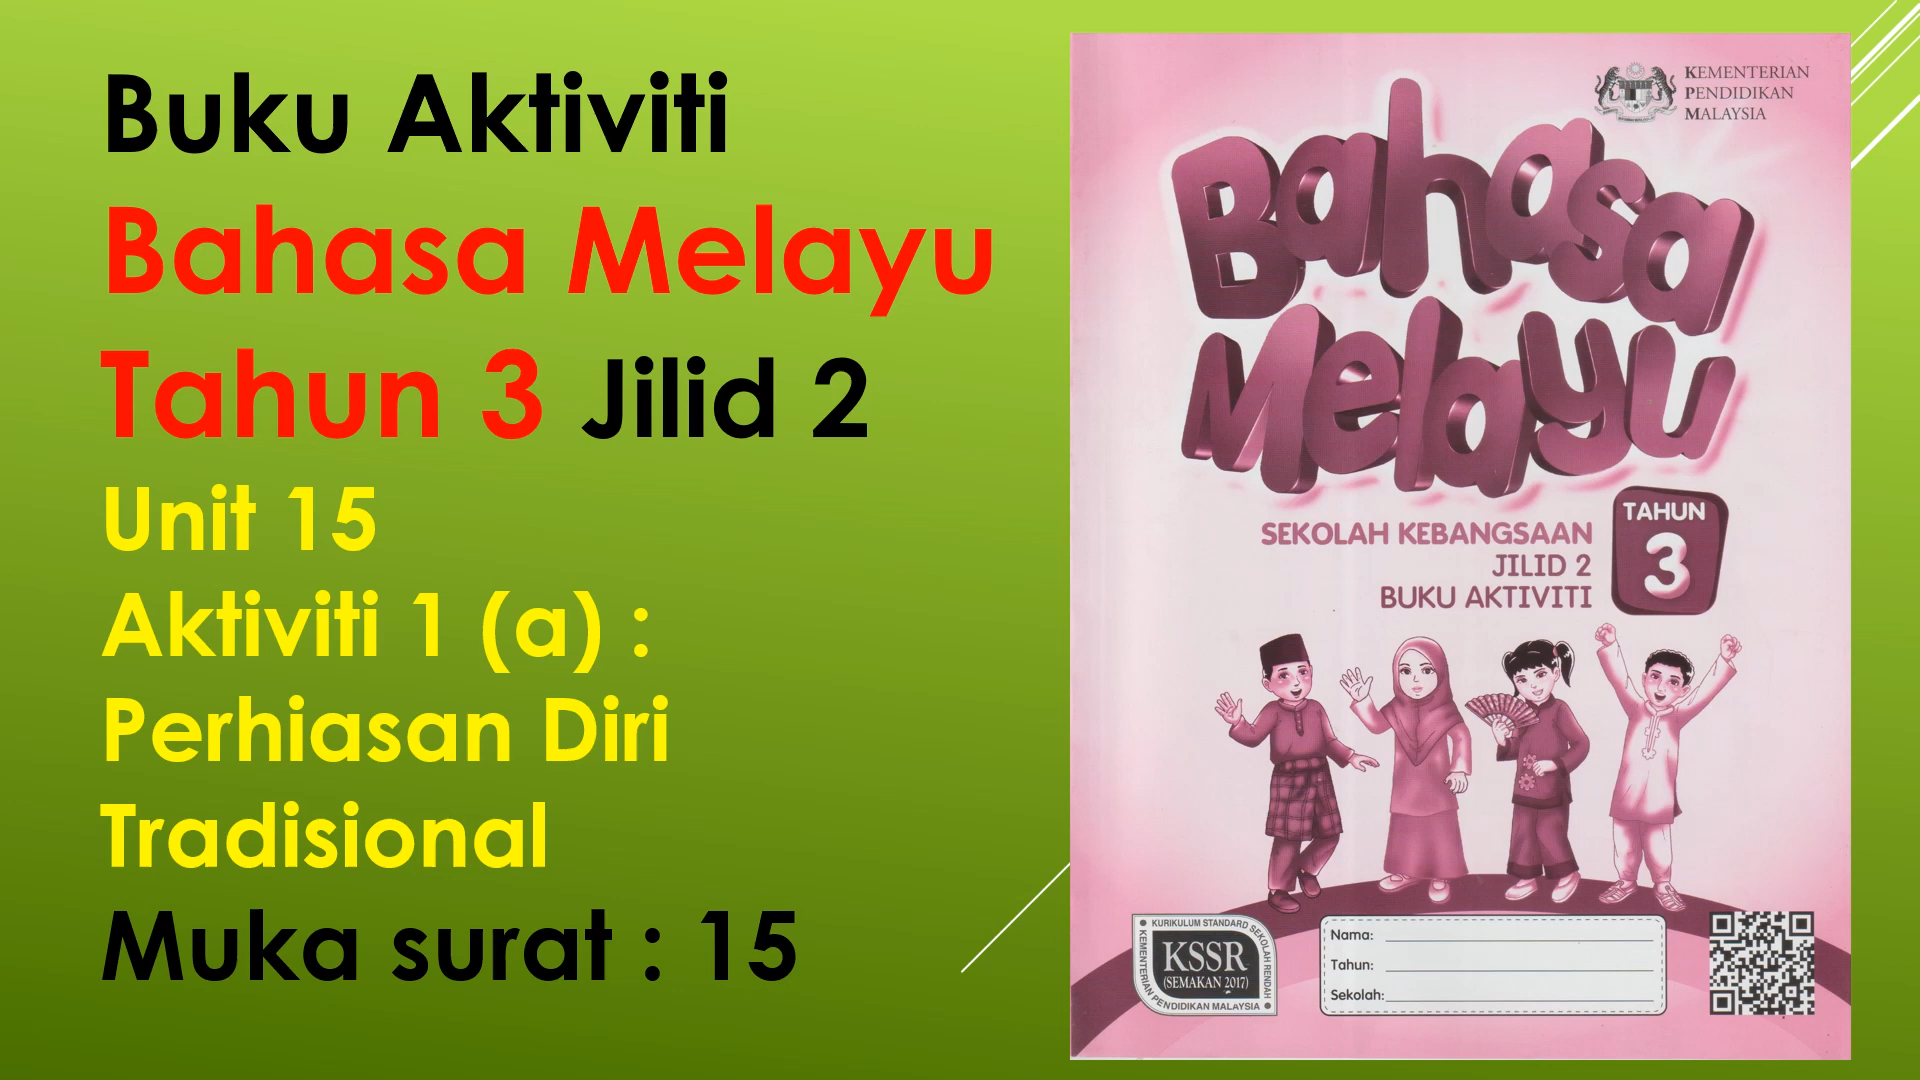 Buku Aktiviti
Bahasa Melayu
Tahun 3 Jilid 2
Unit 15
Aktiviti 1 (a) :
Perhiasan Diri
Tradisional
Muka surat : 15
KEMENTERIAN
PENDIDIKAN
MALAYSIA
Bahasa
Melayu
SEKOLAH KEBANGSAAN
JILID 2
BUKU AKTIVITI
TAHUN
3
KURIKULUM STANDARD SEKOLAH RENDAH
KSSR
(SEMAKAN 2017)
KEMENTERIAN PENDIDIKAN MALAYSIA
Nama:
Tahun:
Sekolah: